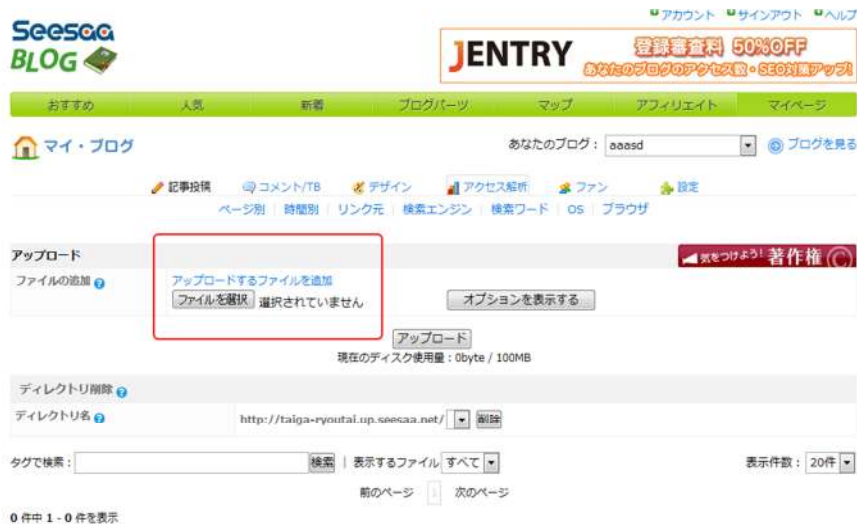 アカウント サインアウト ヘルプ
Seesaa
BLOG
JENTRY 登録審査料 50%OFF
あなたのブログのアクセス数・SEO対策アップ!
おすすめ 人気 新着 ブログパーツ マップ アフィリエイト マイページ
マイ・ブログ あなたのブログ: aaasd ブログを見る
記事投稿 コメント/TB デザイン アクセス解析 ファン 設定
ページ別 時間別 リンク元 検索エンジン 検索ワード OS ブラウザ
アップロード 気をつけよう! 著作権 ©
ファイルの追加 ? アップロードするファイルを追加
ファイルを選択 選択されていません オプションを表示する
アップロード
現在のディスク使用量:0byte / 100MB
ディレクトリ削除 ?
ディレクトリ名 ? http://taiga-ryoutai.up.seesaa.net/ 削除
タグで検索: 検索 | 表示するファイル すべて 表示件数: 20件
前のページ 1 次のページ
0 件中 1 - 0 件を表示